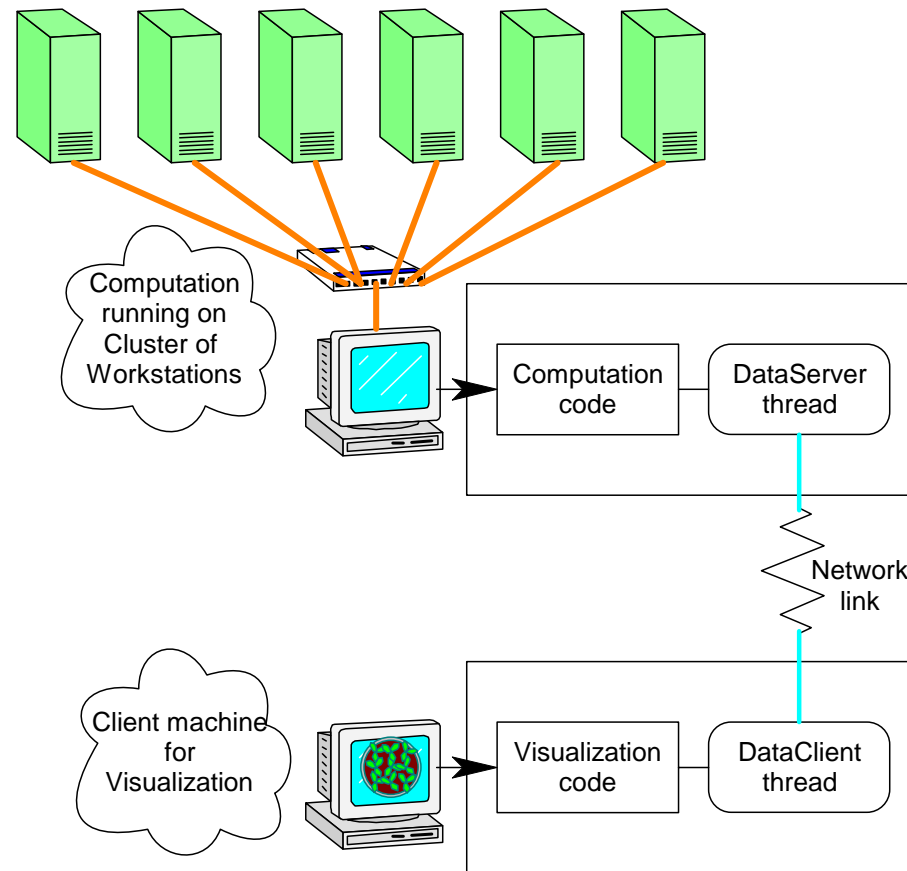 Computation
running on
Cluster of
Workstations
Computation
code
DataServer
thread
Network
link
Client machine
for
Visualization
Visualization
code
DataClient
thread